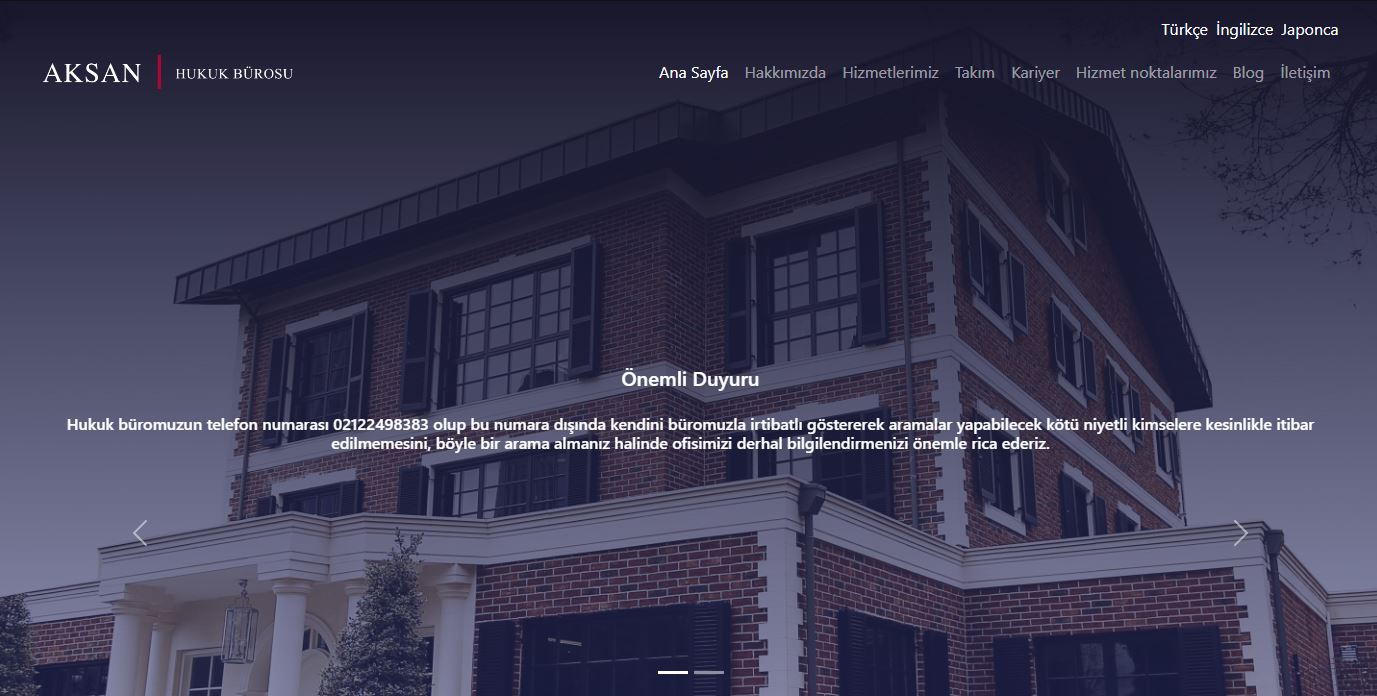 Türkçe İngilizce Japonca
AKSAN HUKUK BÜROSU
Ana Sayfa Hakkımızda Hizmetlerimiz Takım Kariyer Hizmet noktalarımız Blog İletişim
Önemli Duyuru
Hukuk büromuzun telefon numarası 02122498383 olup bu numara dışında kendini büromuzla irtibatlı göstererek aramalar yapabilecek kötü niyetli kimselere kesinlikle itibar
edilmemesini, böyle bir arama almanız halinde ofisimizi derhal bilgilendirmenizi önemle rica ederiz.